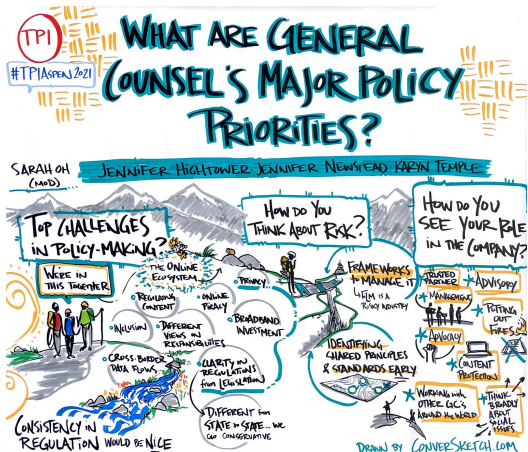 TPI
#TPIASPEN2021
WHAT ARE GENERAL
COUNSEL'S MAJOR POLICY
PRIORITIES?
SARAH OH
(MOD)
JENNIFER HIGHTOWER JENNIFER NEWSTEAD KARYN TEMPLE
TOP CHALLENGES
IN POLICY-MAKING?
WE'RE IN
THIS TOGETHER
THE ONLINE
ECOSYSTEM
REGULATING
CONTENT
ONLINE
PIRACY
PRIVACY
INCLUSION
DIFFERENT
VIEWS ON
RESPONSIBILITIES
BROADBAND
INVESTMENT
CROSS-BORDER
DATA FLOWS
CLARITY IN
REGULATIONS
from LEGISLATION
DIFFERENT from
STATE to STATE... WE
GO CONSERVATIVE
CONSISTENCY IN
REGULATION WOULD BE NICE
HOW DO YOU
THINK ABOUT RISK?
FRAMEWORKS
to MANAGE IT
FILM IS A
RISKY INDUSTRY
IDENTIFYING
SHARED PRINCIPLES
& STANDARDS EARLY
HOW DO YOU
SEE YOUR ROLE
IN THE COMPANY?
TRUSTED
PARTNER
ADVISORY
MANAGEMENT
PUTTING
OUT
FIRES
ADVOCACY
CONTENT
PROTECTION
WORKING with
OTHER GC's
AROUND the WORLD
THINK
BROADLY
ABOUT
SOCIAL
ISSUES
DRAWN BY CONVERSKETCH.COM